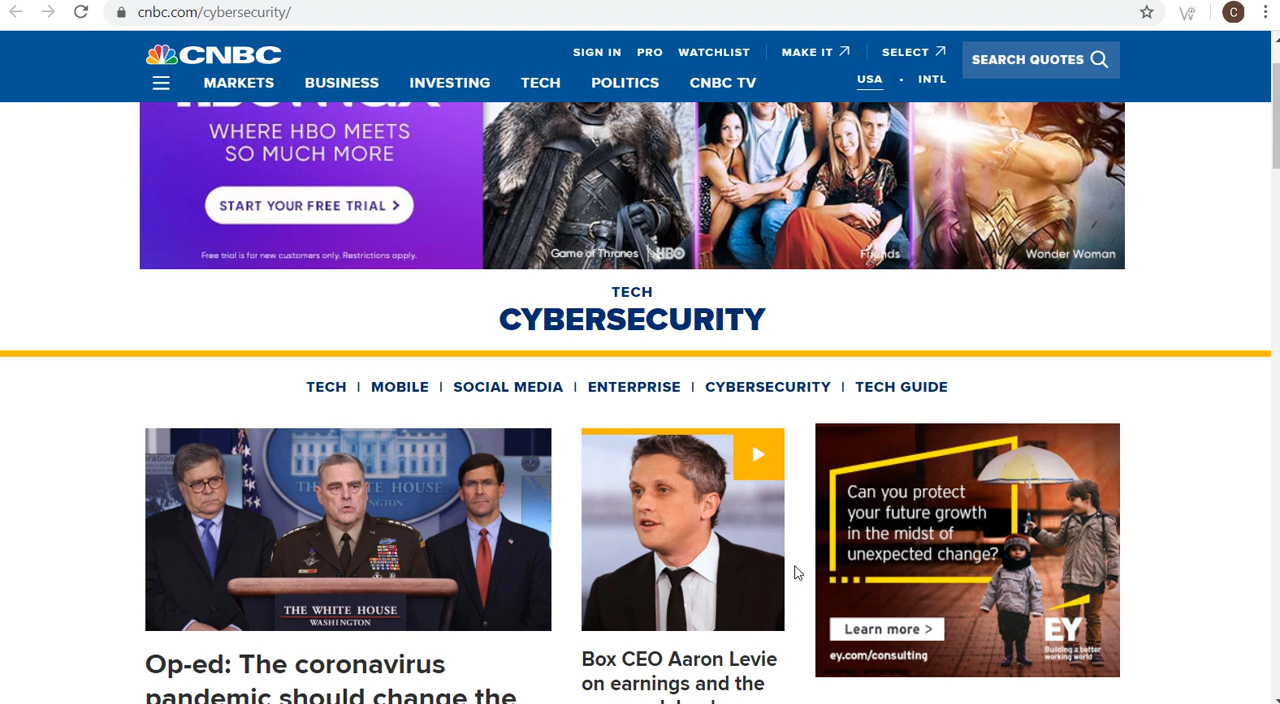 cnbc.com/cybersecurity/
C
CNBC
SIGN IN PRO WATCHLIST MAKE IT SELECT
SEARCH QUOTES
MARKETS BUSINESS INVESTING TECH POLITICS CNBC TV
USA • INTL
WHERE HBO MEETS
SO MUCH MORE
START YOUR FREE TRIAL >
Free trial is for new customers only. Restrictions apply.
Game of Thrones HBO
Friends
Wonder Woman
TECH
CYBERSECURITY
TECH | MOBILE | SOCIAL MEDIA | ENTERPRISE | CYBERSECURITY | TECH GUIDE
THE WHITE HOUSE
WASHINGTON
Op-ed: The coronavirus
pandemic should change the
Box CEO Aaron Levie
on earnings and the
Can you protect
your future growth
in the midst of
unexpected change?
Learn more >
ey.com/consulting
EY
Building a better
working world